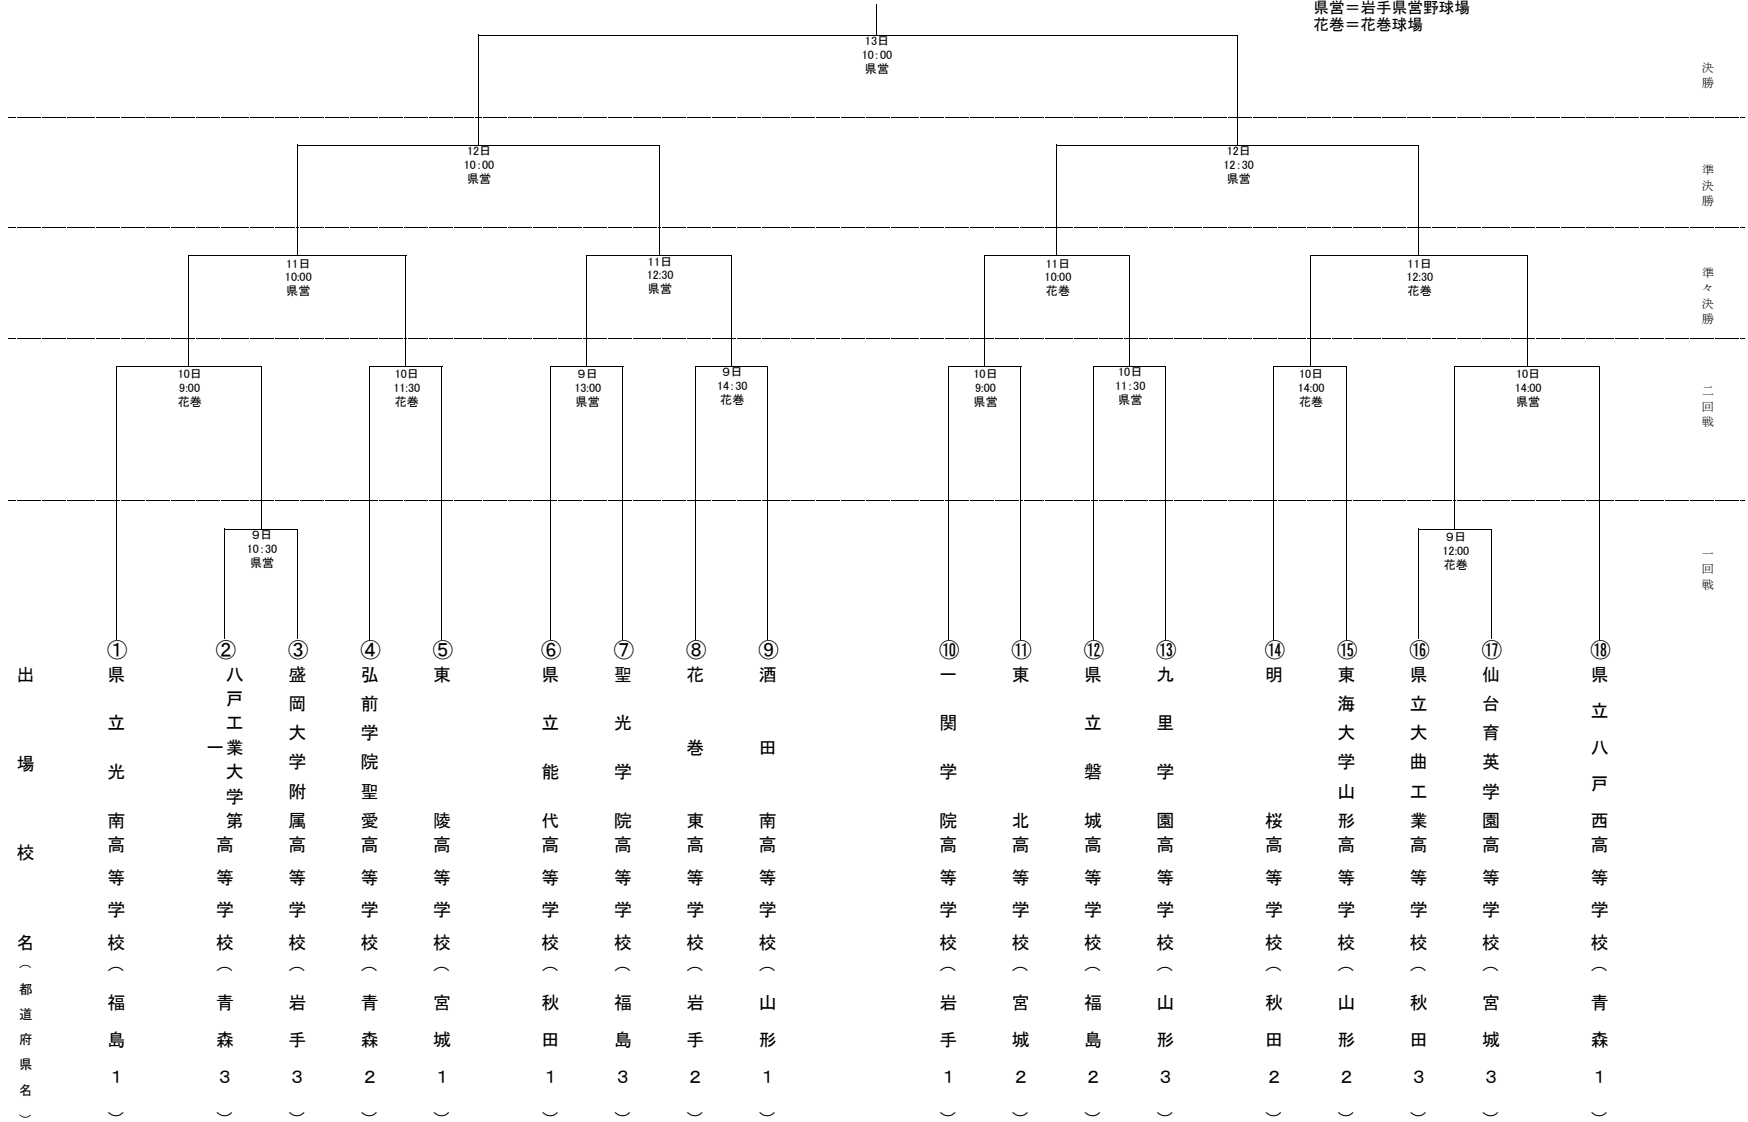 県営＝岩手県営野球場
花巻＝花巻球場
13日
10:00
県営
決勝
12日
10:00
県営
12日
12:30
県営
準決勝
11日
10:00
県営
11日
12:30
県営
11日
10:00
花巻
11日
12:30
花巻
準々決勝
10日
9:00
花巻
10日
11:30
花巻
9日
13:00
県営
9日
14:30
花巻
10日
9:00
県営
10日
11:30
県営
10日
14:00
花巻
10日
14:00
県営
二回戦
9日
10:30
県営
9日
12:00
花巻
一回戦
出場校名（都道府県名）
①県立光南高等学校（福島1）
②八戸工業大学第一高等学校（青森3）
③盛岡大学附属高等学校（岩手3）
④弘前学院聖愛高等学校（青森2）
⑤東陵高等学校（宮城1）
⑥県立能代高等学校（秋田1）
⑦聖光学院高等学校（福島3）
⑧花巻東高等学校（岩手2）
⑨酒田南高等学校（山形1）
⑩一関学院高等学校（岩手1）
⑪東北高等学校（宮城2）
⑫県立磐城高等学校（福島2）
⑬九里学園高等学校（山形3）
⑭明桜高等学校（秋田2）
⑮東海大学山形高等学校（山形2）
⑯県立大曲工業高等学校（秋田3）
⑰仙台育英学園高等学校（宮城3）
⑱県立八戸西高等学校（青森1）